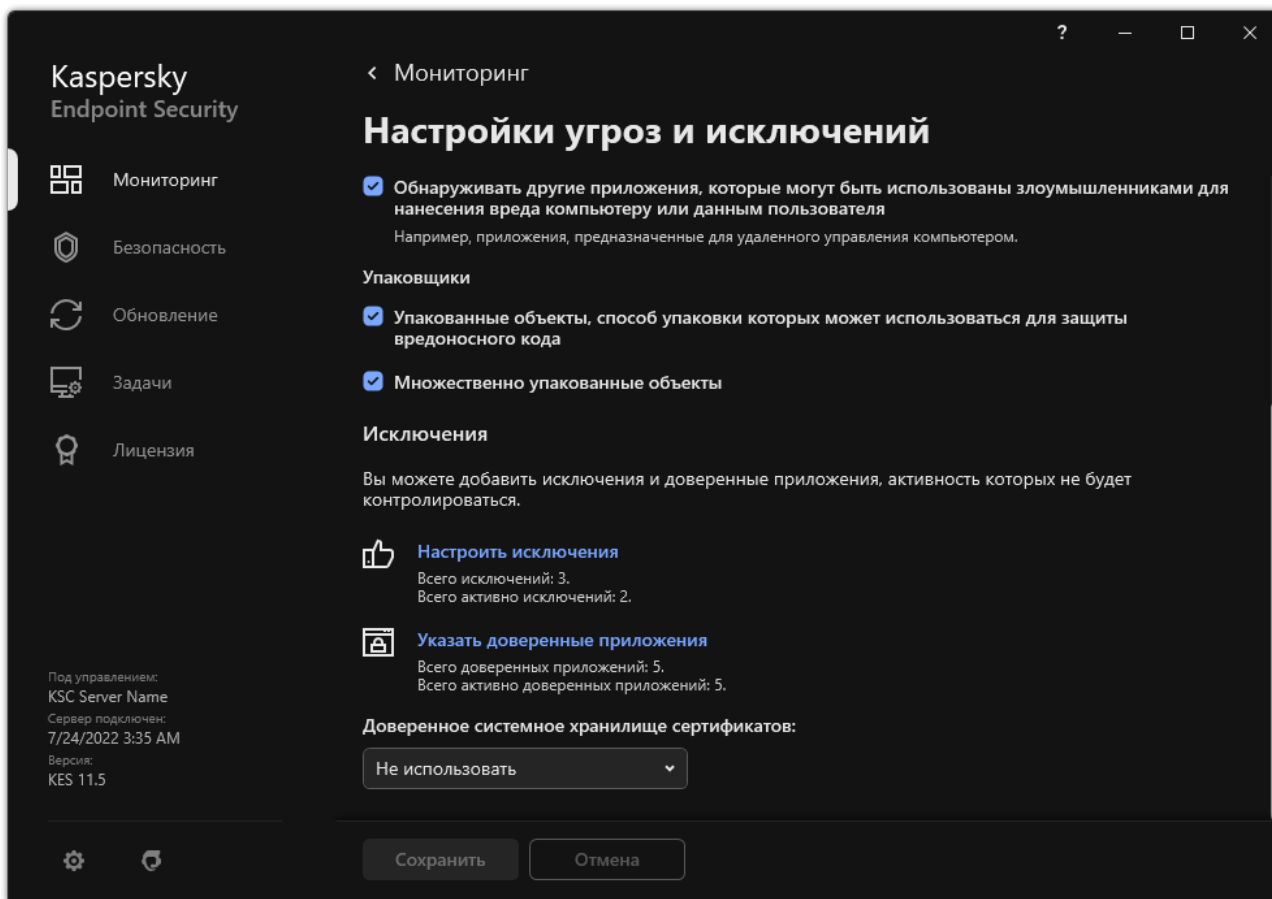 ?
Kaspersky
Endpoint Security
Мониторинг
Безопасность
Обновление
Задачи
Лицензия
Под управлением:
KSC Server Name
Сервер подключен:
7/24/2022 3:35 AM
Версия:
KES 11.5
Мониторинг
Настройки угроз и исключений
Обнаруживать другие приложения, которые могут быть использованы злоумышленниками для
нанесения вреда компьютеру или данным пользователя
Например, приложения, предназначенные для удаленного управления компьютером.
Упаковщики
Упакованные объекты, способ упаковки которых может использоваться для защиты
вредоносного кода
Множественно упакованные объекты
Исключения
Вы можете добавить исключения и доверенные приложения, активность которых не будет
контролироваться.
Настроить исключения
Всего исключений: 3.
Всего активно исключений: 2.
Указать доверенные приложения
Всего доверенных приложений: 5.
Всего активно доверенных приложений: 5.
Доверенное системное хранилище сертификатов:
Не использовать
Сохранить
Отмена